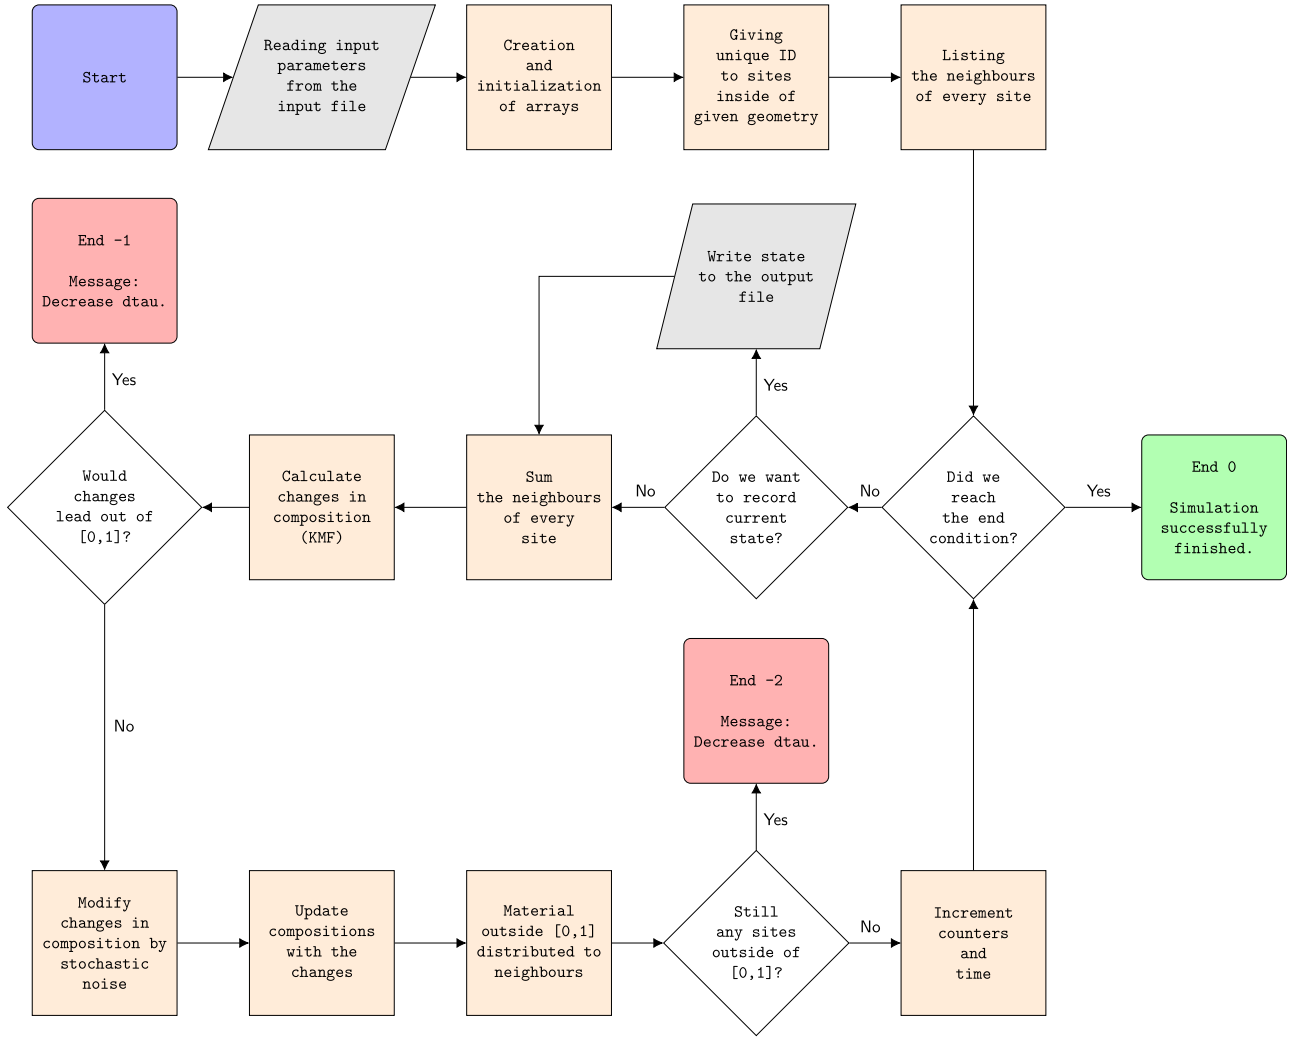 Start
Reading input
parameters
from the
input file
Creation
and
initialization
of arrays
Giving
unique ID
to sites
inside of
given geometry
Listing
the neighbours
of every site
End -1
Message:
Decrease dtau.
Write state
to the output
file
Yes
Yes
Would
changes
lead out of
[0,1]?
Calculate
changes in
composition
(KMF)
Sum
the neighbours
of every
site
No
Do we want
to record
current
state?
No
Did we
reach
the end
condition?
Yes
End 0
Simulation
successfully
finished.
No
End -2
Message:
Decrease dtau.
Yes
Modify
changes in
composition by
stochastic
noise
Update
compositions
with the
changes
Material
outside [0,1]
distributed to
neighbours
Still
any sites
outside of
[0,1]?
No
Increment
counters
and
time